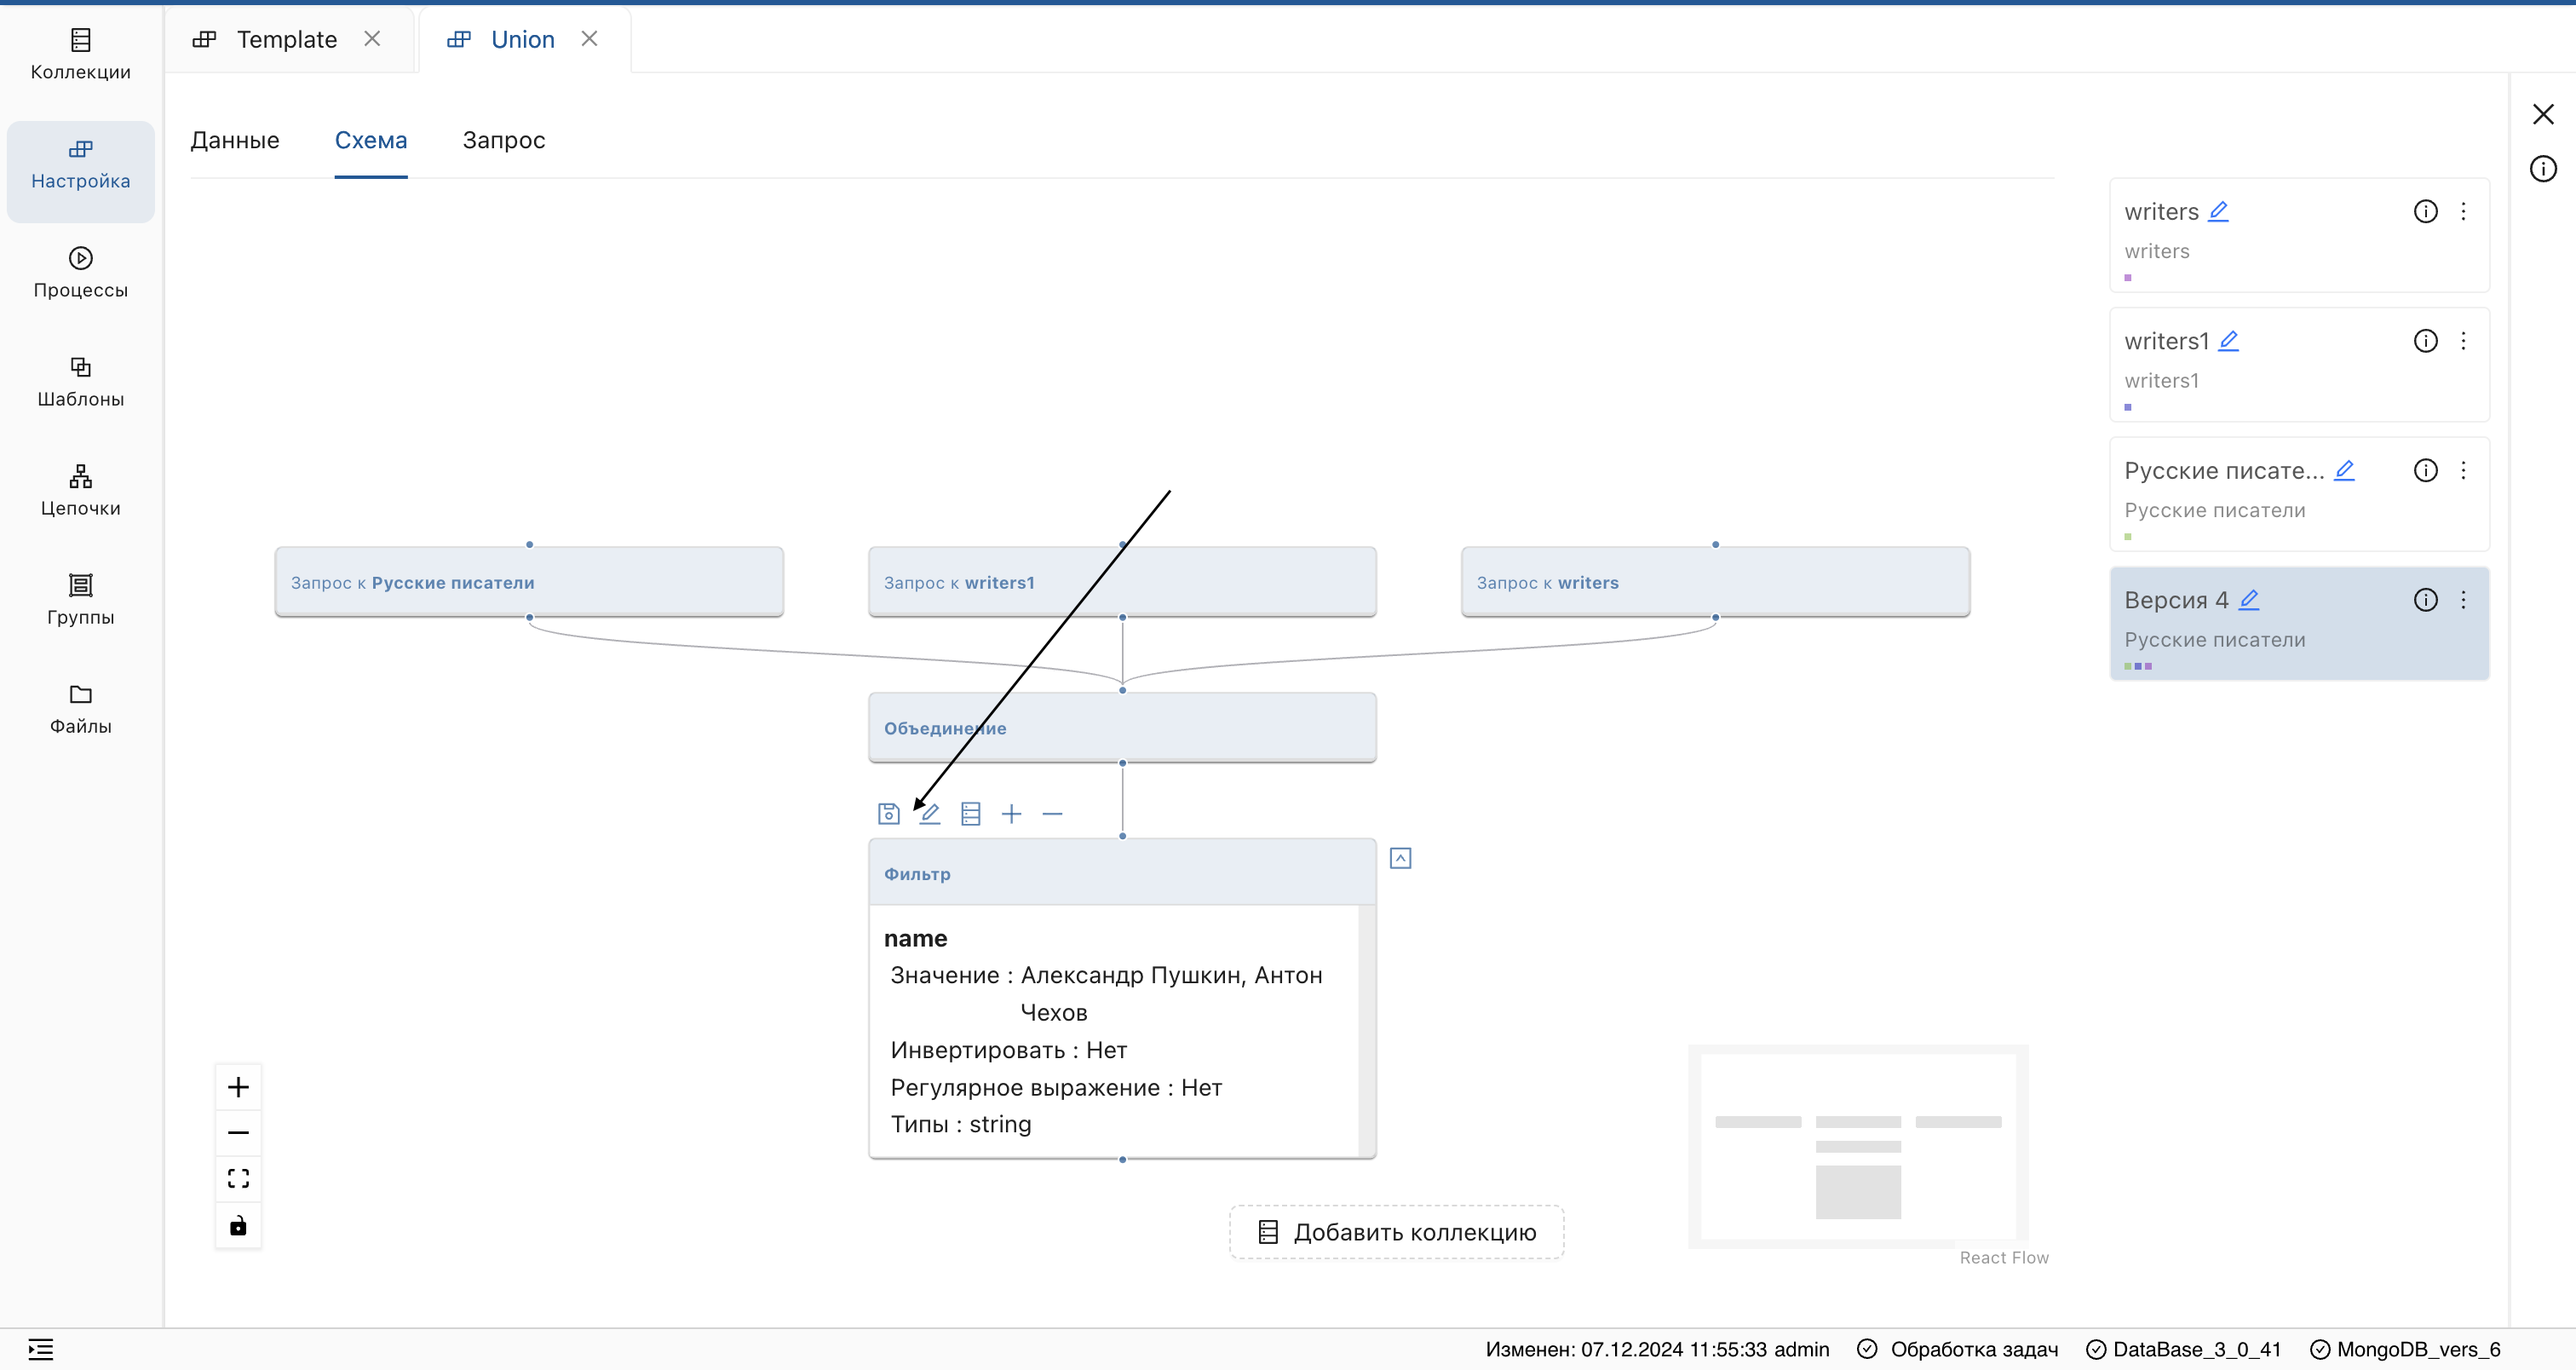 Template
Union
Коллекции
Настройка
Процессы
Шаблоны
Цепочки
Группы
Файлы
Данные
Схема
Запрос
Запрос к Русские писатели
Запрос к writers1
Запрос к writers
Объединение
Фильтр
name
Значение : Александр Пушкин, Антон
Чехов
Инвертировать : Нет
Регулярное выражение : Нет
Типы : string
Добавить коллекцию
React Flow
writers
writers
writers1
writers1
Русские писате...
Русские писатели
Версия 4
Русские писатели
Изменен: 07.12.2024 11:55:33 admin
Обработка задач
DataBase_3_0_41
MongoDB_vers_6